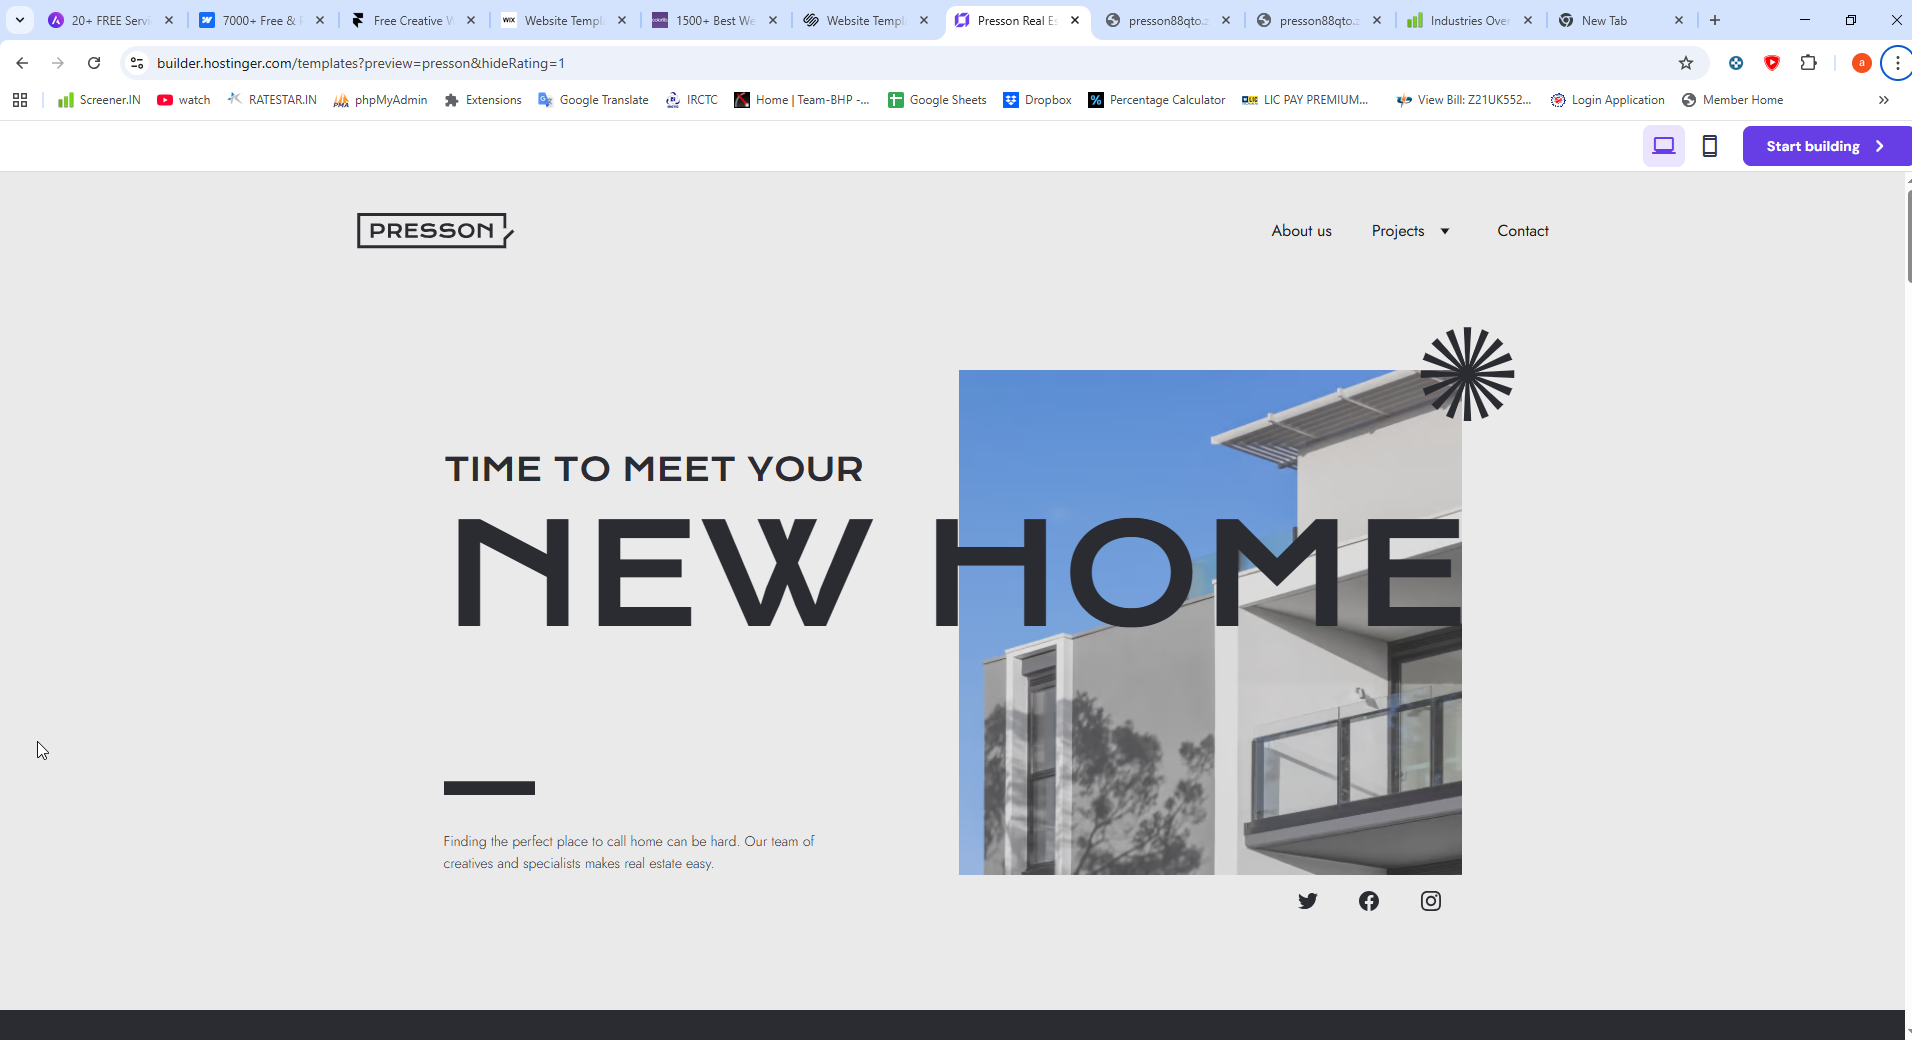 20+ FREE Servi
7000+ Free &
Free Creative W
WIX
Website Templ
1500+ Best We
Website Templ
Presson Real Es
presson88qto.z
presson88qto.z
Industries Over
New Tab
builder.hostinger.com/templates?preview=presson&hideRating=1
a
Screener.IN
watch
RATESTAR.IN
phpMyAdmin
Extensions
Google Translate
IRCTC
Home | Team-BHP -...
Google Sheets
Dropbox
Percentage Calculator
LIC PAY PREMIUM...
View Bill: Z21UK552...
Login Application
Member Home
Start building
PRESSON
About us
Projects
Contact
TIME TO MEET YOUR
NEW HOME
Finding the perfect place to call home can be hard. Our team of
creatives and specialists makes real estate easy.